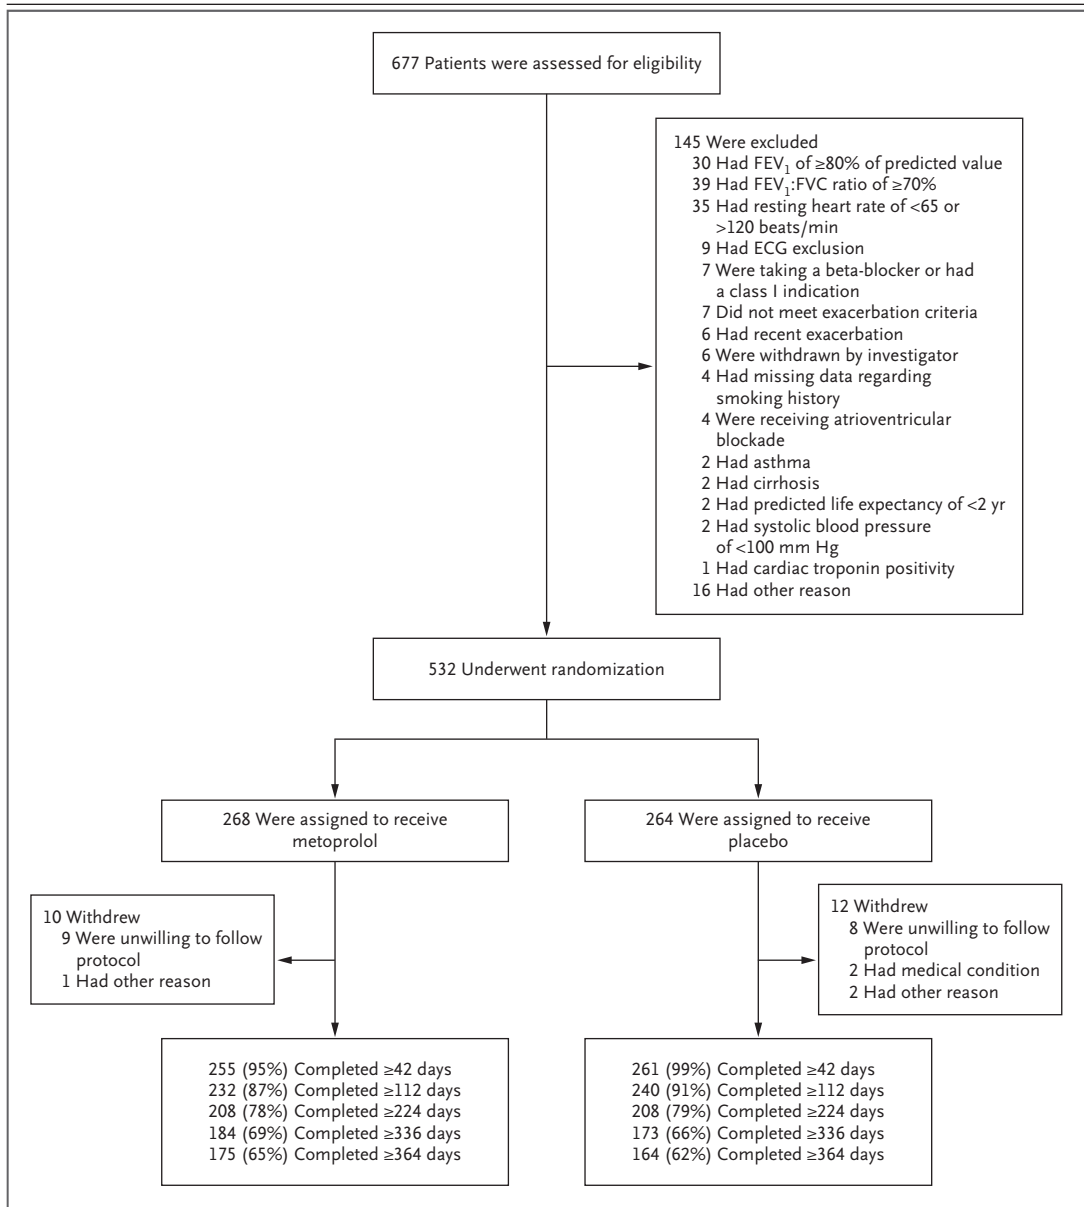 677 Patients were assessed for eligibility
145 Were excluded
30 Had FEV1 of ≥80% of predicted value
39 Had FEV1:FVC ratio of ≥70%
35 Had resting heart rate of <65 or
>120 beats/min
9 Had ECG exclusion
7 Were taking a beta-blocker or had
a class I indication
7 Did not meet exacerbation criteria
6 Had recent exacerbation
6 Were withdrawn by investigator
4 Had missing data regarding
smoking history
4 Were receiving atrioventricular
blockade
2 Had asthma
2 Had cirrhosis
2 Had predicted life expectancy of <2 yr
2 Had systolic blood pressure
of <100 mm Hg
1 Had cardiac troponin positivity
16 Had other reason
532 Underwent randomization
268 Were assigned to receive
metoprolol
264 Were assigned to receive
placebo
10 Withdrew
9 Were unwilling to follow
protocol
1 Had other reason
12 Withdrew
8 Were unwilling to follow
protocol
2 Had medical condition
2 Had other reason
255 (95%) Completed ≥42 days
232 (87%) Completed ≥112 days
208 (78%) Completed ≥224 days
184 (69%) Completed ≥336 days
175 (65%) Completed ≥364 days
261 (99%) Completed ≥42 days
240 (91%) Completed ≥112 days
208 (79%) Completed ≥224 days
173 (66%) Completed ≥336 days
164 (62%) Completed ≥364 days